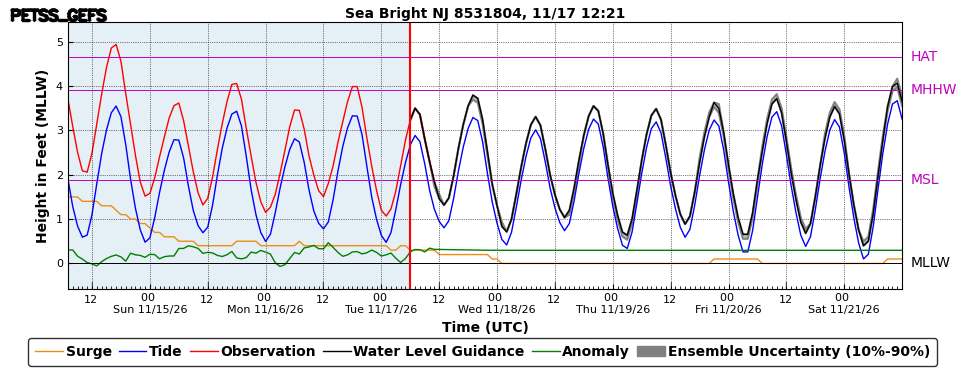 PETSS_GEFS
Sea Bright NJ 8531804, 11/17 12:21
Height in Feet (MLLW)
5
4
3
2
1
0
HAT
MHHW
MSL
MLLW
12 00 12 00 12 00 12 00 12 00 12 00 12 00
Sun 11/15/26 Mon 11/16/26 Tue 11/17/26 Wed 11/18/26 Thu 11/19/26 Fri 11/20/26 Sat 11/21/26
Time (UTC)
Surge Tide Observation Water Level Guidance Anomaly Ensemble Uncertainty (10%-90%)